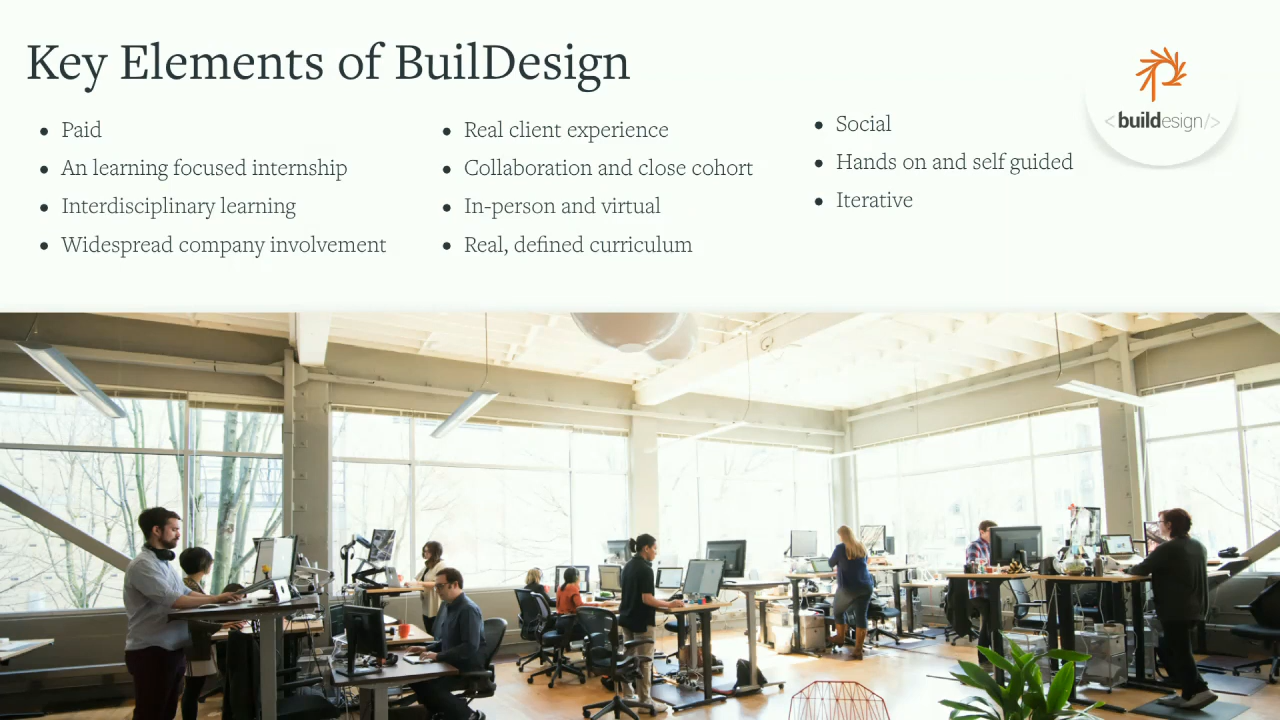 Key Elements of BuilDesign
Paid
An learning focused internship
Interdisciplinary learning
Widespread company involvement
Real client experience
Collaboration and close cohort
In-person and virtual
Real, defined curriculum
Social
Hands on and self guided
Iterative
<buildesign/>